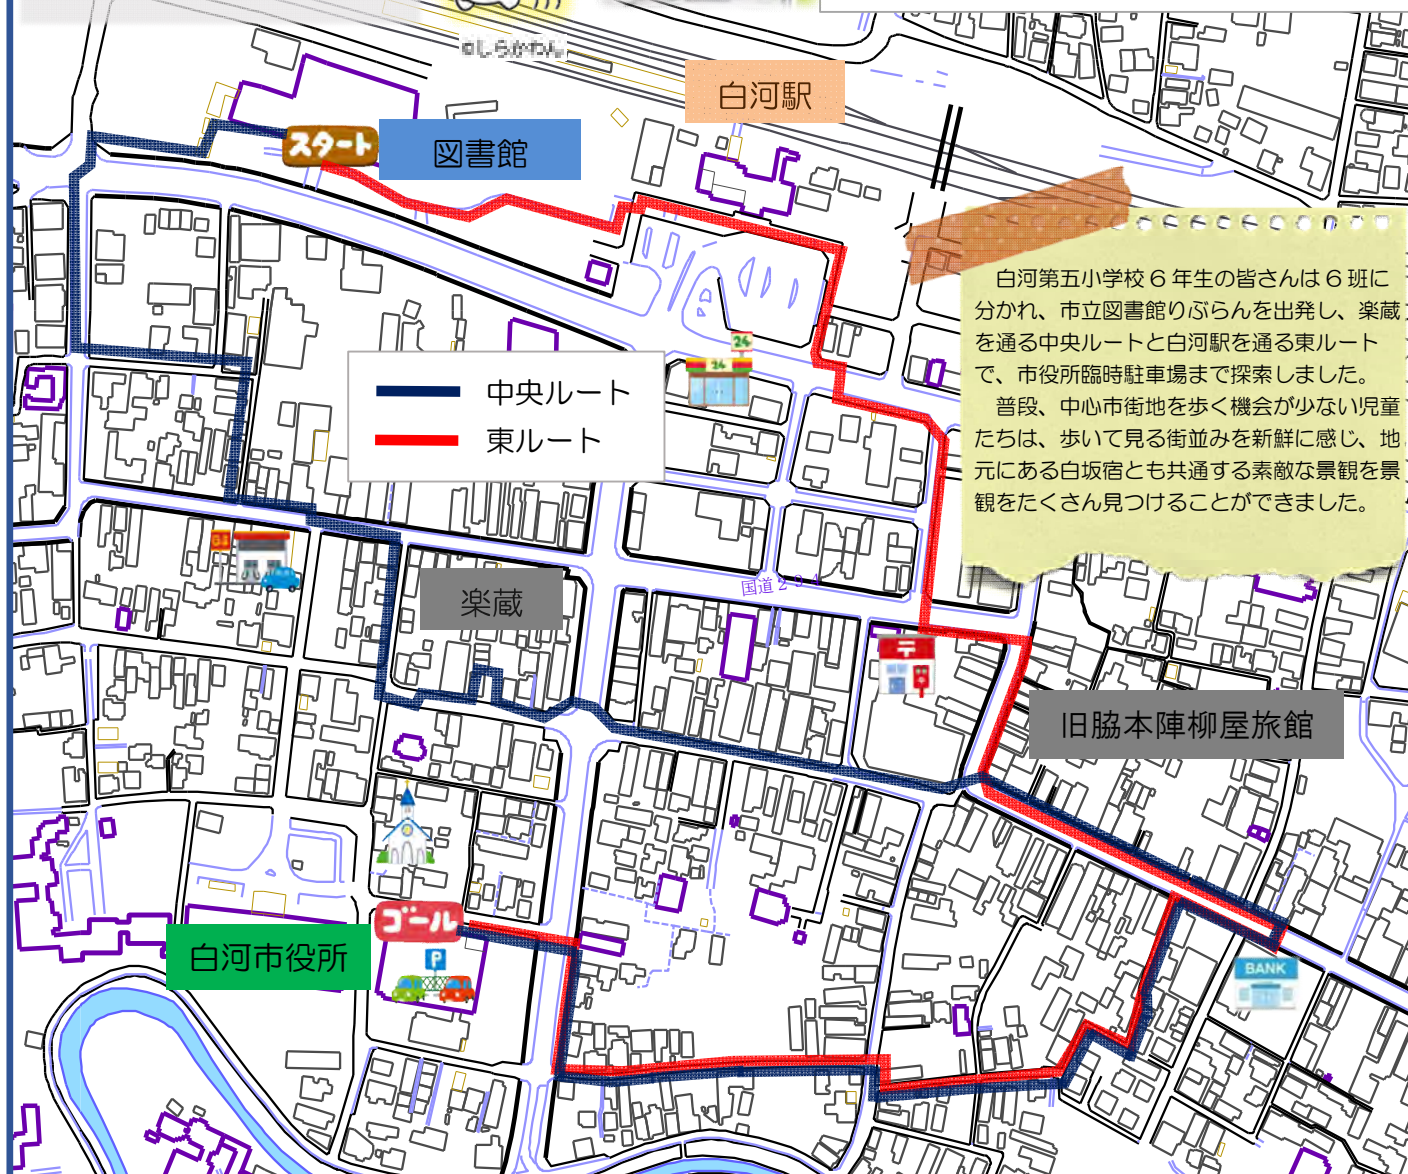 ©しらかわん
白河駅
スタート
図書館
白河第五小学校6年生の皆さんは6班に
分かれ、市立図書館りぶらんを出発し、楽蔵
を通る中央ルートと白河駅を通る東ルート
で、市役所臨時駐車場まで探索しました。
普段、中心市街地を歩く機会が少ない児童
たちは、歩いて見る街並みを新鮮に感じ、地
元にある白坂宿とも共通する素敵な景観を景
観をたくさん見つけることができました。
24
24
中央ルート
東ルート
国道294
楽蔵
〒
旧脇本陣柳屋旅館
ゴール
白河市役所
P
BANK